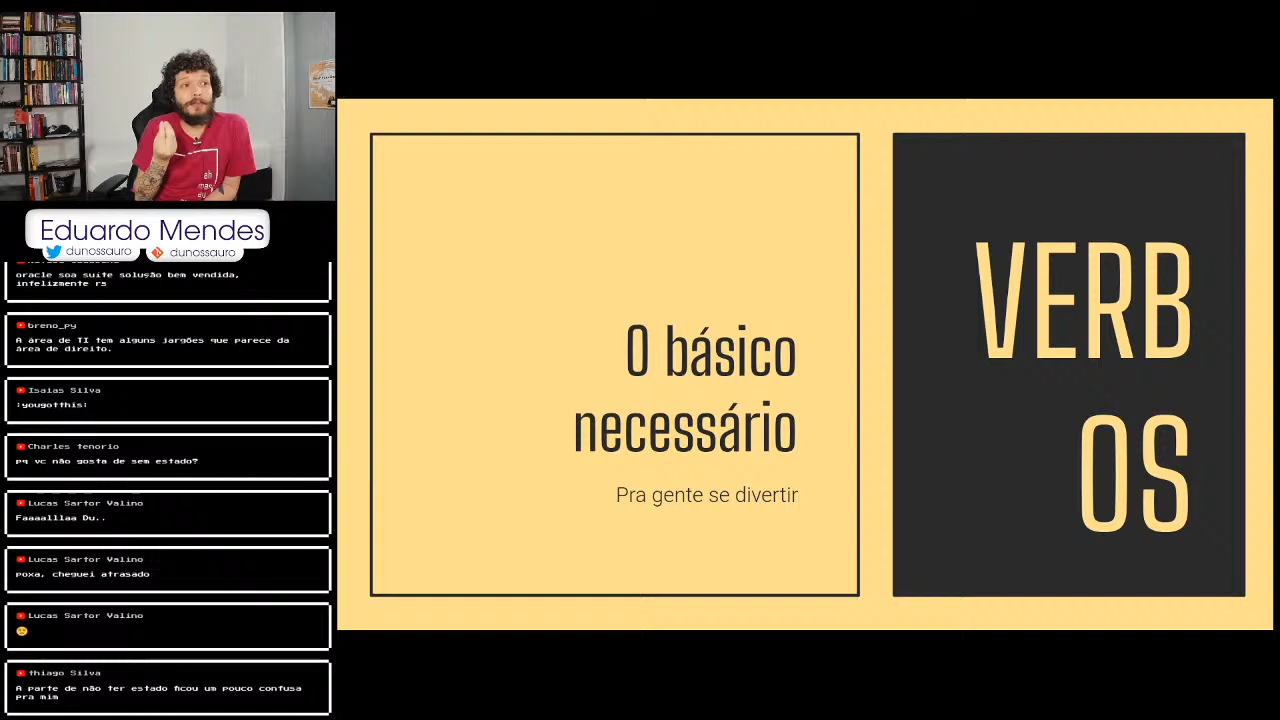 Eduardo Mendes
dunossauro dunossauro
oracle soa suite solução bem vendida,
infelizmente rs
breno_py
A área de TI tem alguns jargões que parece da
área de direito.
Isaias Silva
:yougotthis:
Charles tenorio
pq vc não gosta de sem estado?
Lucas Sartor Valino
Faaaalllaa Du..
Lucas Sartor Valino
poxa, cheguei atrasado
Lucas Sartor Valino
thiago Silva
A parte de não ter estado ficou um pouco confusa
pra mim
O básico
necessário
Pra gente se divertir
VERB
OS